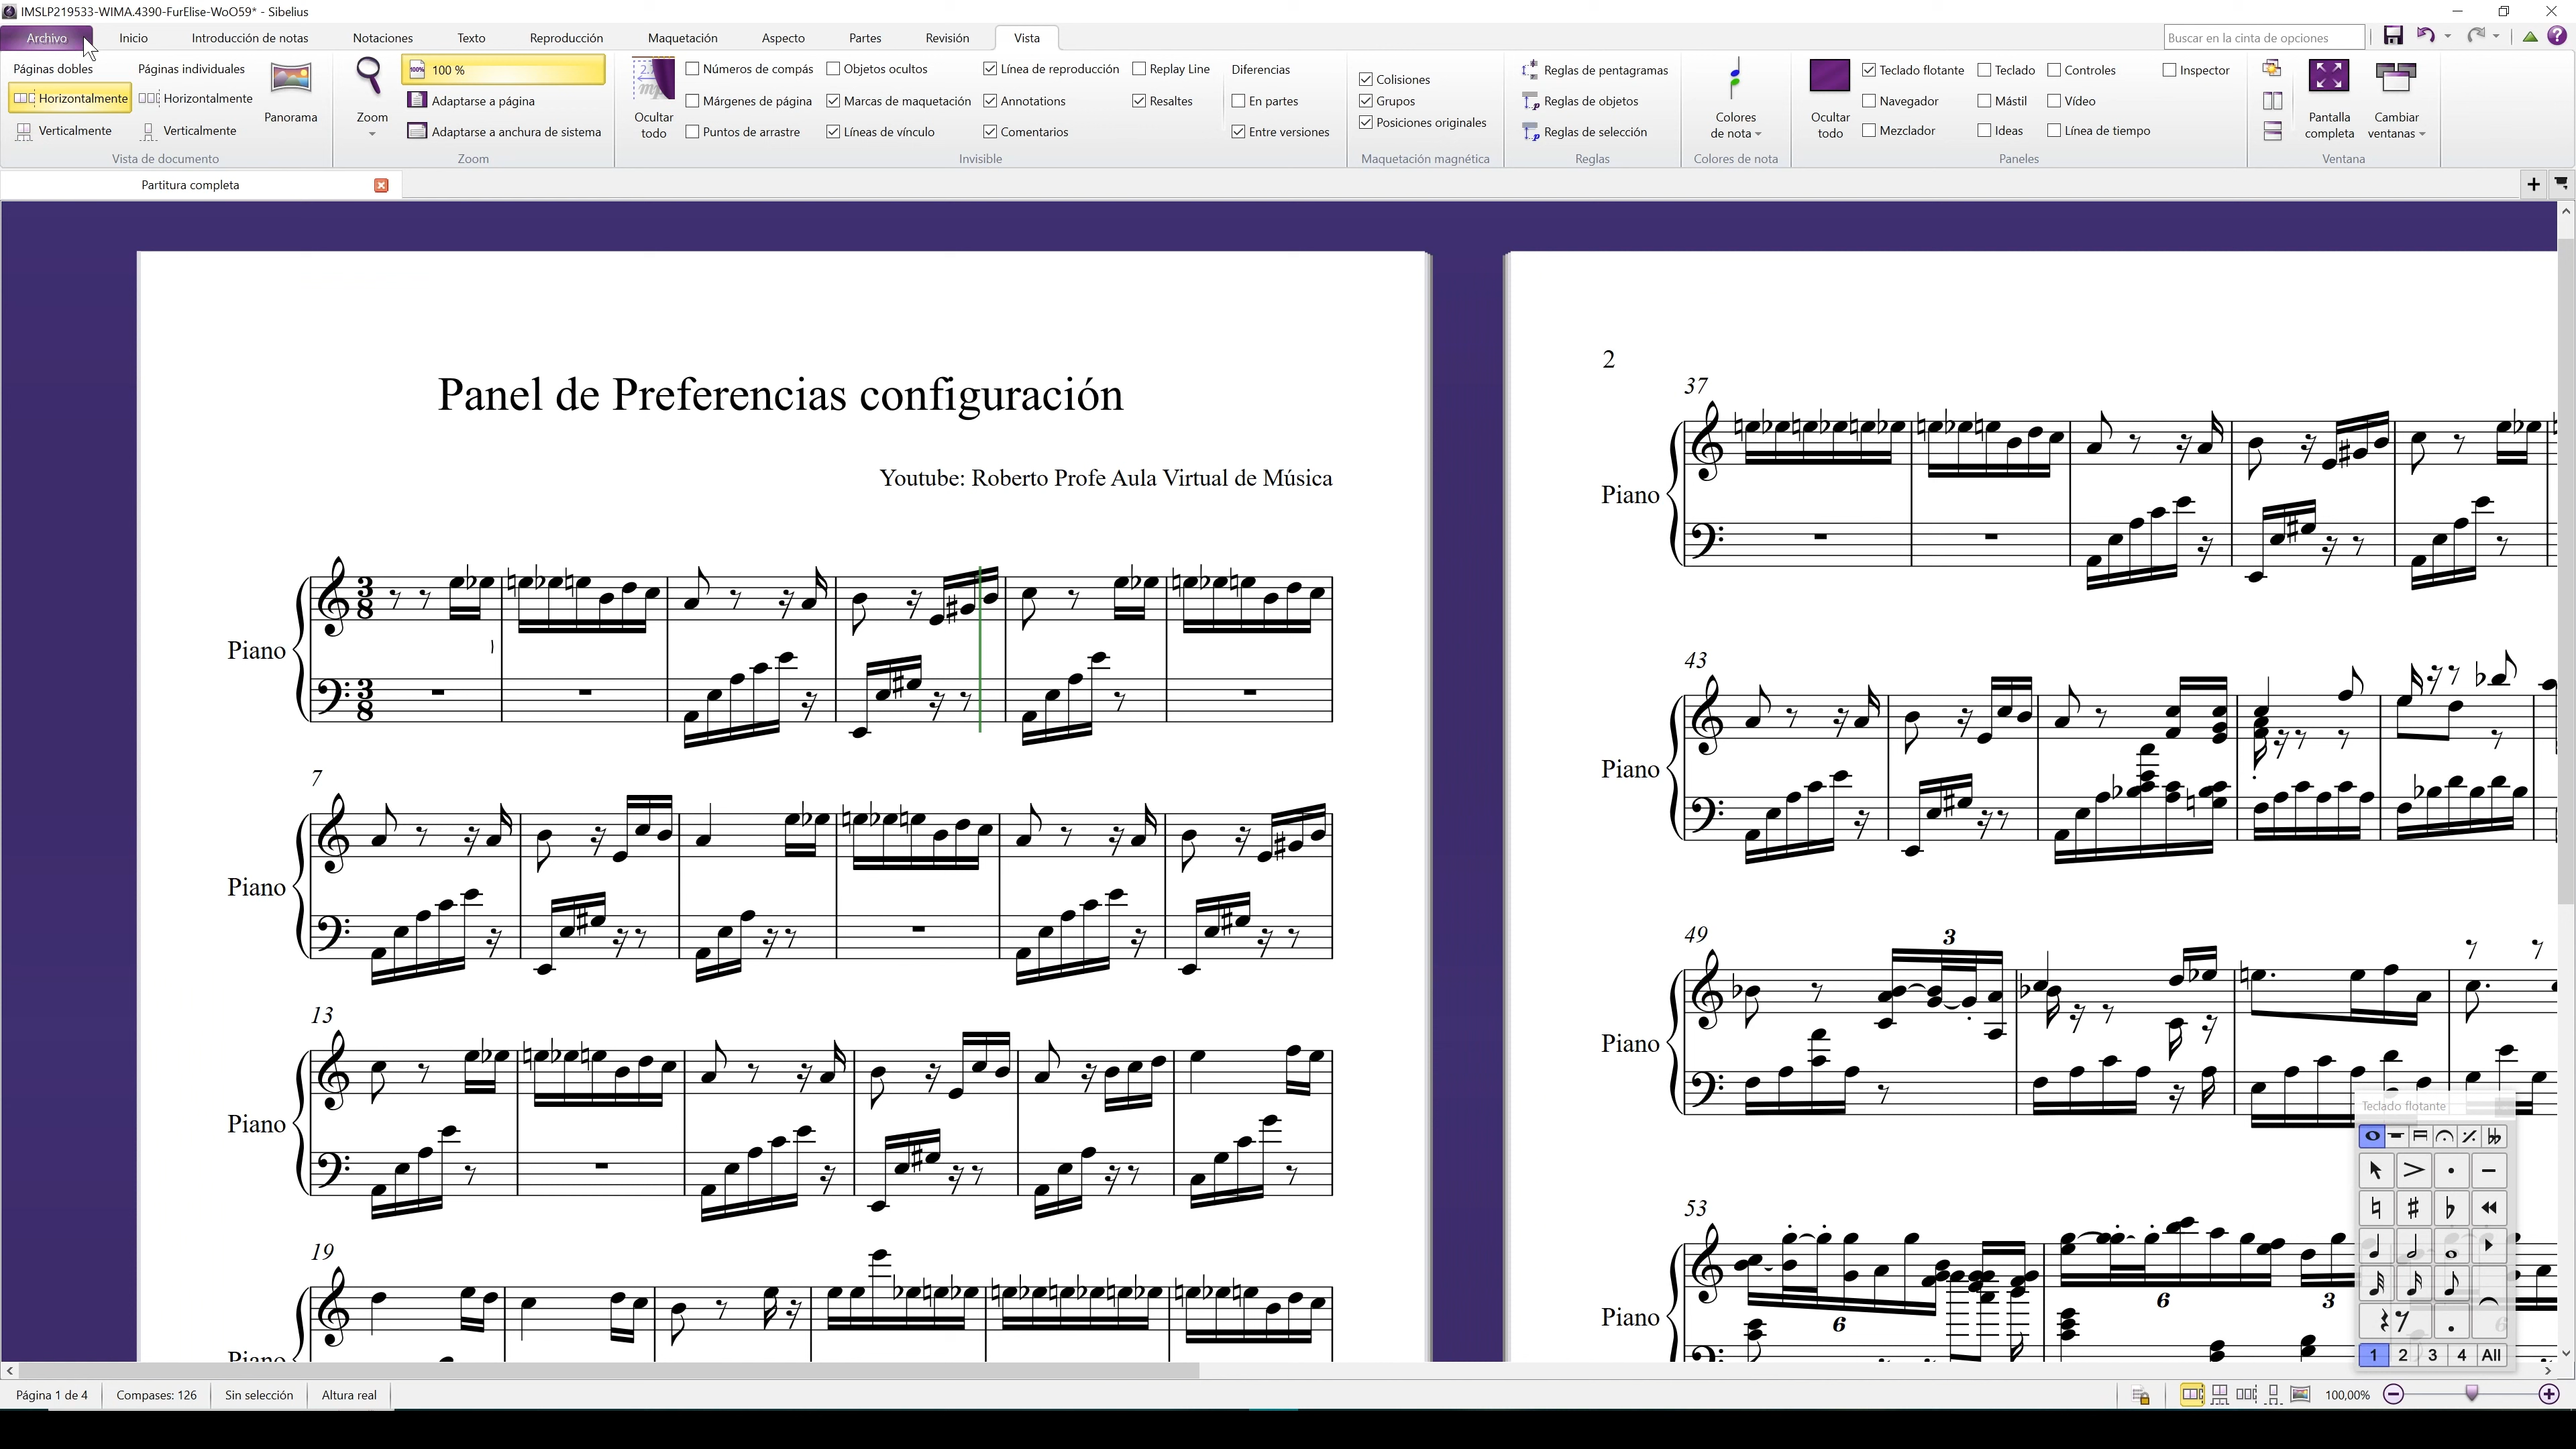 IMSLP219533-WIMA.4390-FurElise-WoO59* - Sibelius
Archivo Inicio Introducción de notas Notaciones Texto Reproducción Maquetación Aspecto Partes Revisión Vista Buscar en la cinta de opciones
Páginas dobles Páginas individuales
Horizontalmente Horizontalmente
Verticalmente Verticalmente
Panorama
Vista de documento
Zoom
100 %
Adaptarse a página
Adaptarse a anchura de sistema
Zoom
Ocultar todo
Números de compás Objetos ocultos Línea de reproducción Replay Line Diferencias
Márgenes de página Marcas de maquetación Annotations Resaltes En partes
Puntos de arrastre Líneas de vínculo Comentarios Entre versiones
Invisible
Colisiones
Grupos
Posiciones originales
Maquetación magnética
Reglas de pentagramas
Reglas de objetos
Reglas de selección
Reglas
Colores de nota
Colores de nota
Ocultar todo
Teclado flotante Teclado Controles Inspector
Navegador Mástil Vídeo
Mezclador Ideas Línea de tiempo
Paneles
Pantalla completa
Cambiar ventanas
Ventana
Partitura completa
Panel de Preferencias configuración
Youtube: Roberto Profe Aula Virtual de Música
Piano
7
Piano
13
Piano
19
Piano
2
37
Piano
43
Piano
49
3
Piano
53
6 6 3
Piano
Teclado flotante
1 2 3 4 All
Página 1 de 4 Compases: 126 Sin selección Altura real 100,00%